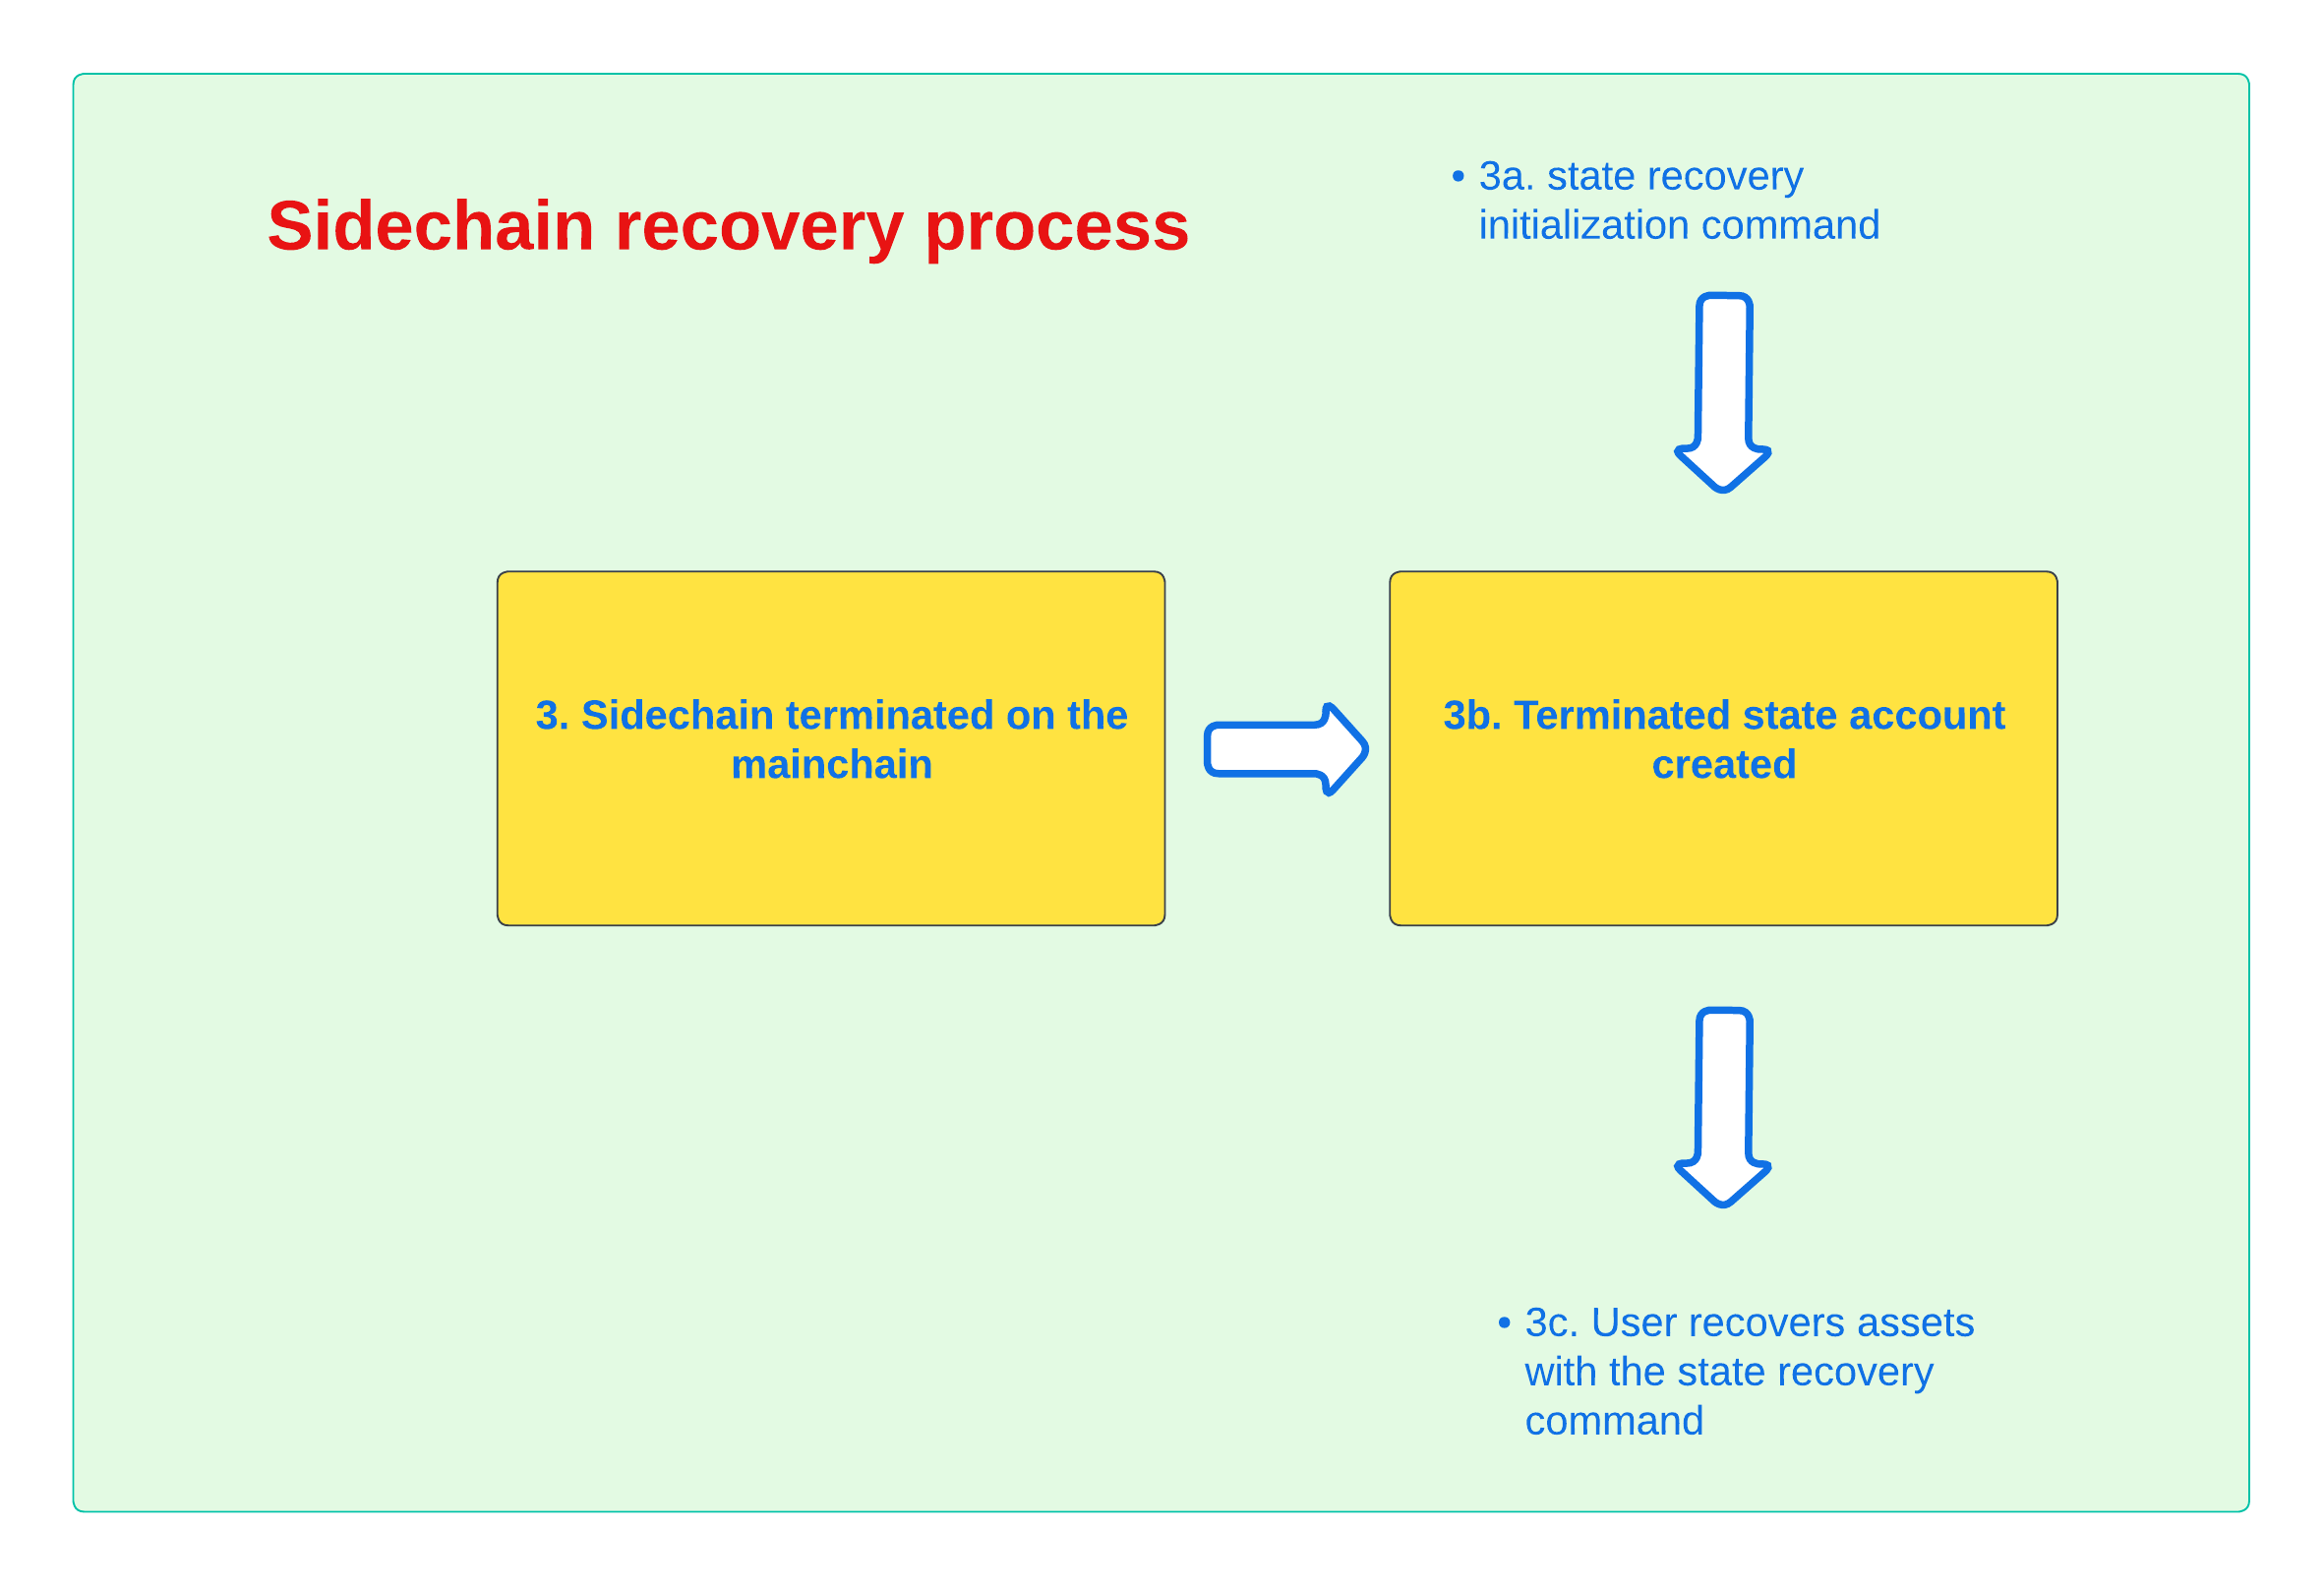 Sidechain recovery process
• 3a. state recovery
initialization command
3. Sidechain terminated on the
mainchain
3b. Terminated state account
created
• 3c. User recovers assets
with the state recovery
command